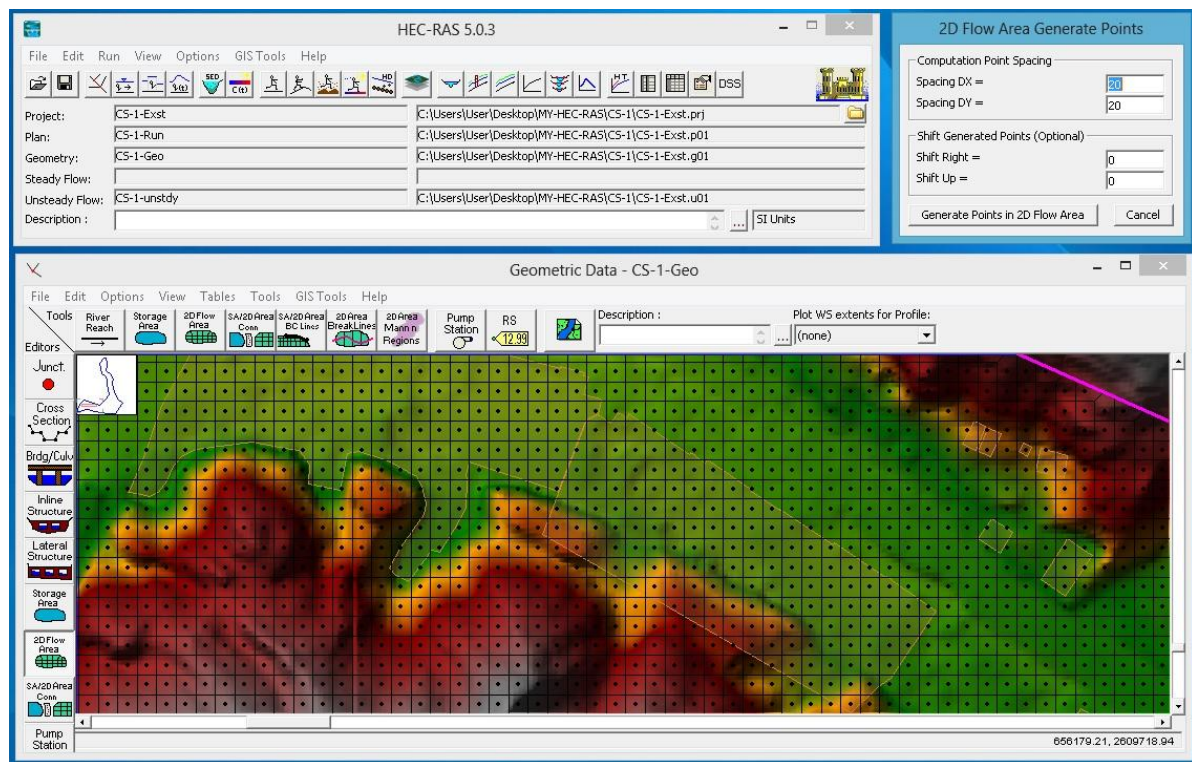 HEC-RAS 5.0.3
File Edit Run View Options GIS Tools Help
DSS
Project: CS-1-Exst C:\Users\User\Desktop\MY-HEC-RAS\CS-1\CS-1-Exst.prj
Plan: CS-1-Run C:\Users\User\Desktop\MY-HEC-RAS\CS-1\CS-1-Exst.p01
Geometry: CS-1-Geo C:\Users\User\Desktop\MY-HEC-RAS\CS-1\CS-1-Exst.g01
Steady Flow:
Unsteady Flow: CS-1-unstdy C:\Users\User\Desktop\MY-HEC-RAS\CS-1\CS-1-Exst.u01
Description : ... SI Units
2D Flow Area Generate Points
Computation Point Spacing
Spacing DX = 20
Spacing DY = 20
Shift Generated Points (Optional)
Shift Right = 0
Shift Up = 0
Generate Points in 2D Flow Area Cancel
Geometric Data - CS-1-Geo
File Edit Options View Tables Tools GIS Tools Help
Tools
Editors
River Reach
Storage Area
2D Flow Area
SA/2D Area Conn
SA/2D Area BC Lines
2D Area BreakLines
2D Area Mann n Regions
Pump Station
RS 12.99
Description : ...
Plot WS extents for Profile:
(none)
Junct.
Cross Section
Brdg/Culv
Inline Structure
Lateral Structure
Storage Area
2D Flow Area
SA/2D Area Conn
Pump Station
656179.21, 2609718.94